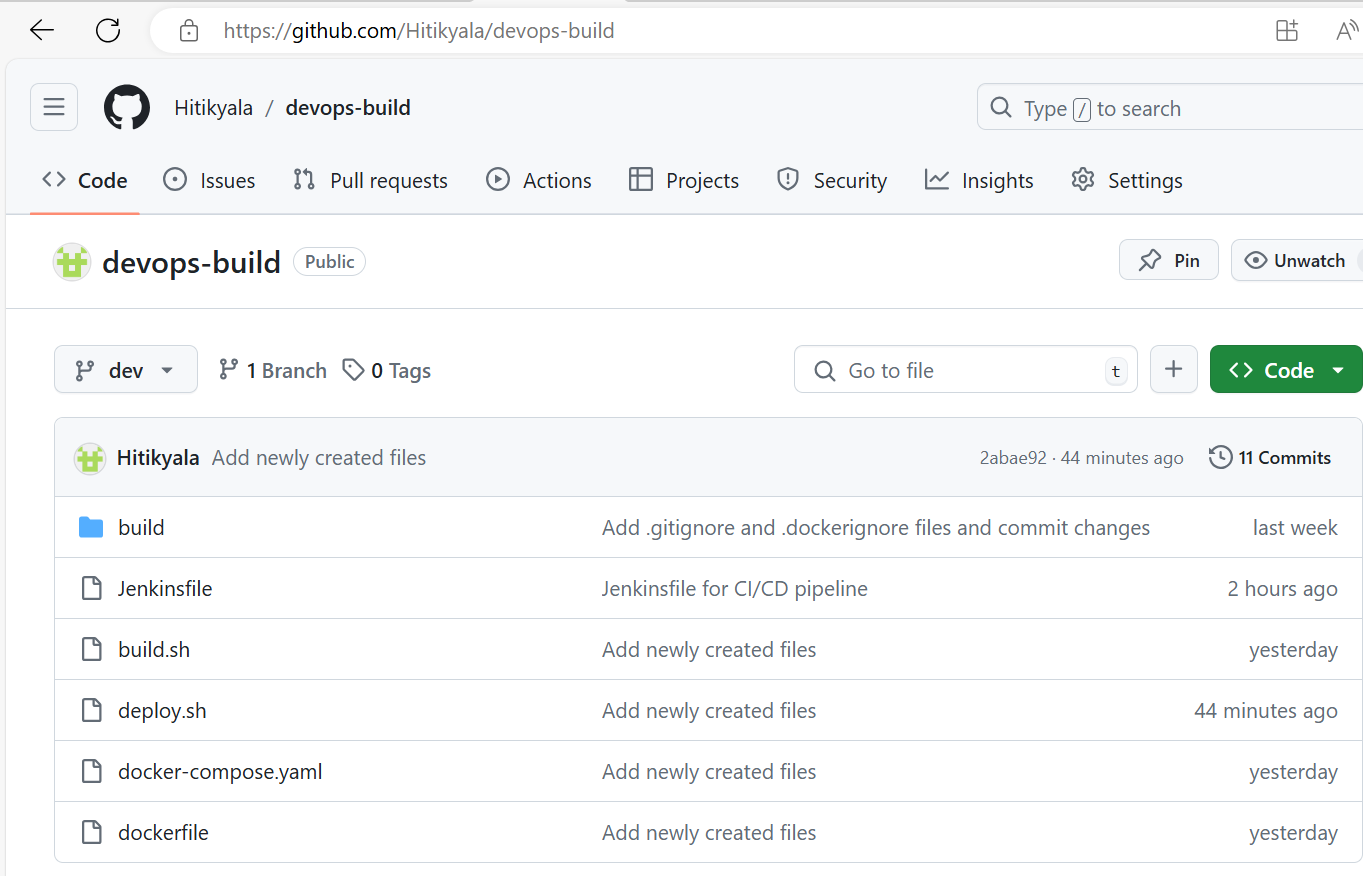 https://github.com/Hitikyala/devops-build
Hitikyala / devops-build
Type / to search
Code Issues Pull requests Actions Projects Security Insights Settings
devops-build Public
Pin Unwatch
dev 1 Branch 0 Tags
Go to file t
+ Code
Hitikyala Add newly created files 2abae92 · 44 minutes ago 11 Commits
build Add .gitignore and .dockerignore files and commit changes last week
Jenkinsfile Jenkinsfile for CI/CD pipeline 2 hours ago
build.sh Add newly created files yesterday
deploy.sh Add newly created files 44 minutes ago
docker-compose.yaml Add newly created files yesterday
dockerfile Add newly created files yesterday